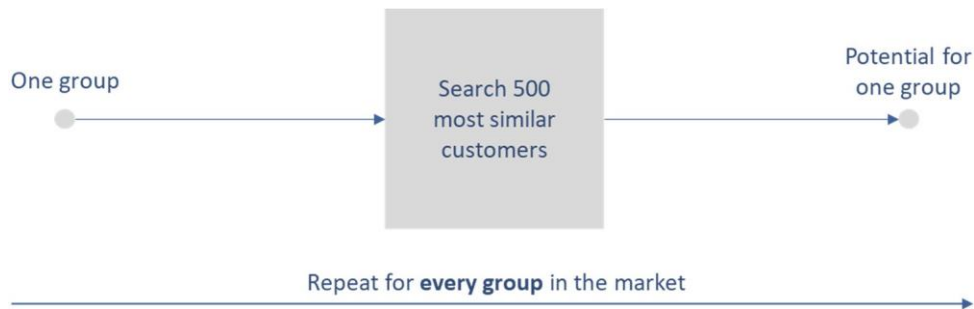 One group
Search 500
most similar
customers
Potential for
one group
Repeat for every group in the market